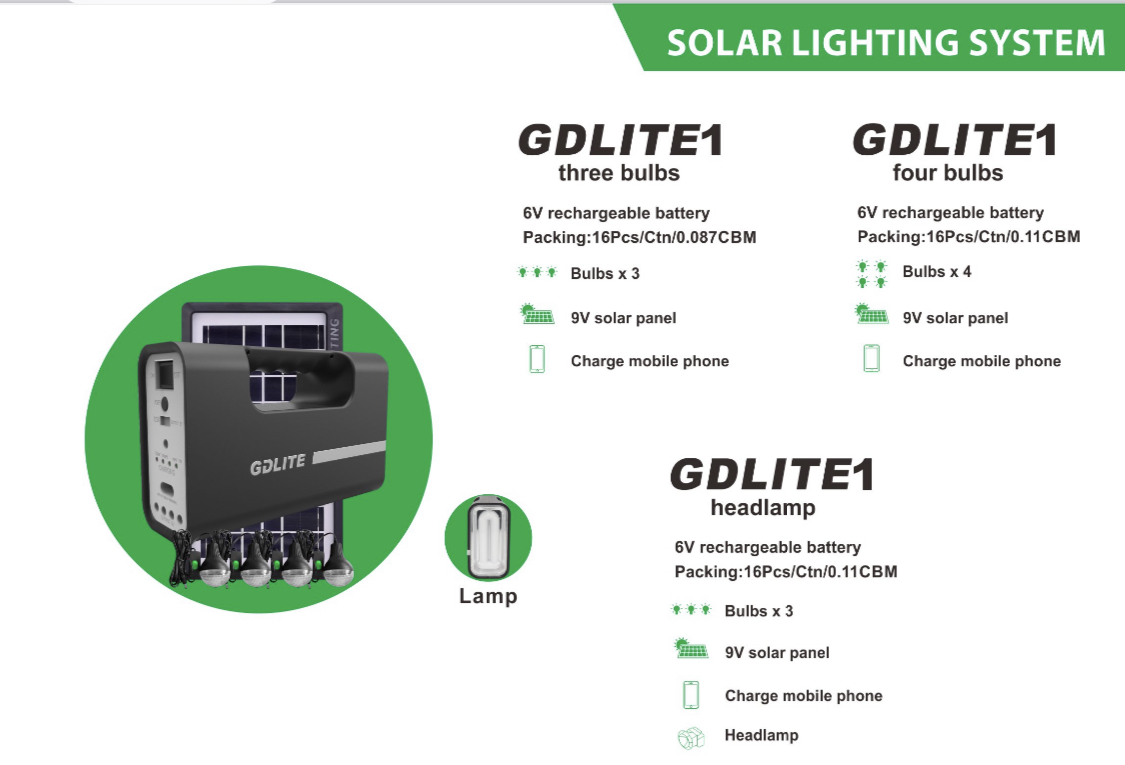 SOLAR LIGHTING SYSTEM
GDLITE1
three bulbs
6V rechargeable battery
Packing:16Pcs/Ctn/0.087CBM
Bulbs x 3
9V solar panel
Charge mobile phone
GDLITE1
four bulbs
6V rechargeable battery
Packing:16Pcs/Ctn/0.11CBM
Bulbs x 4
9V solar panel
Charge mobile phone
TING
GDLITE
Lamp
GDLITE1
headlamp
6V rechargeable battery
Packing:16Pcs/Ctn/0.11CBM
Bulbs x 3
9V solar panel
Charge mobile phone
Headlamp